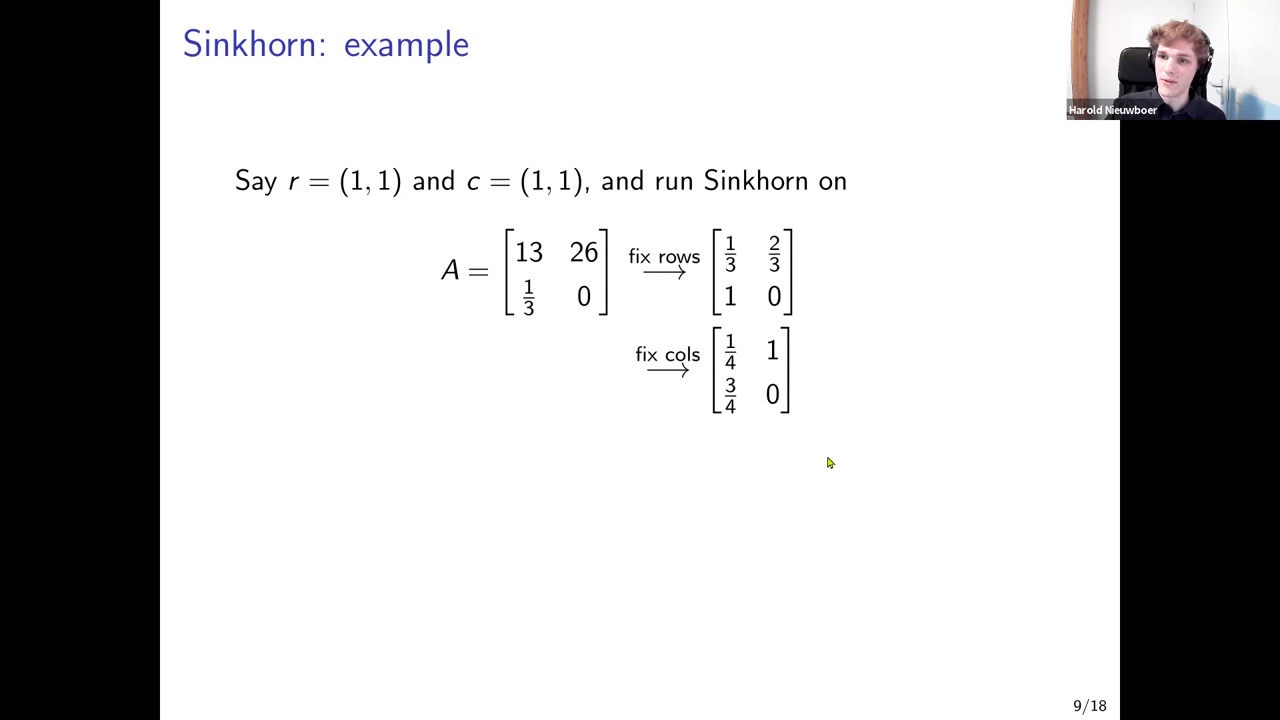 Sinkhorn: example
Harold Nieuwboer
Say r = (1, 1) and c = (1, 1), and run Sinkhorn on
A = [13 26; 1/3 0] fix rows → [1/3 2/3; 1 0]
fix cols → [1/4 1; 3/4 0]
9/18